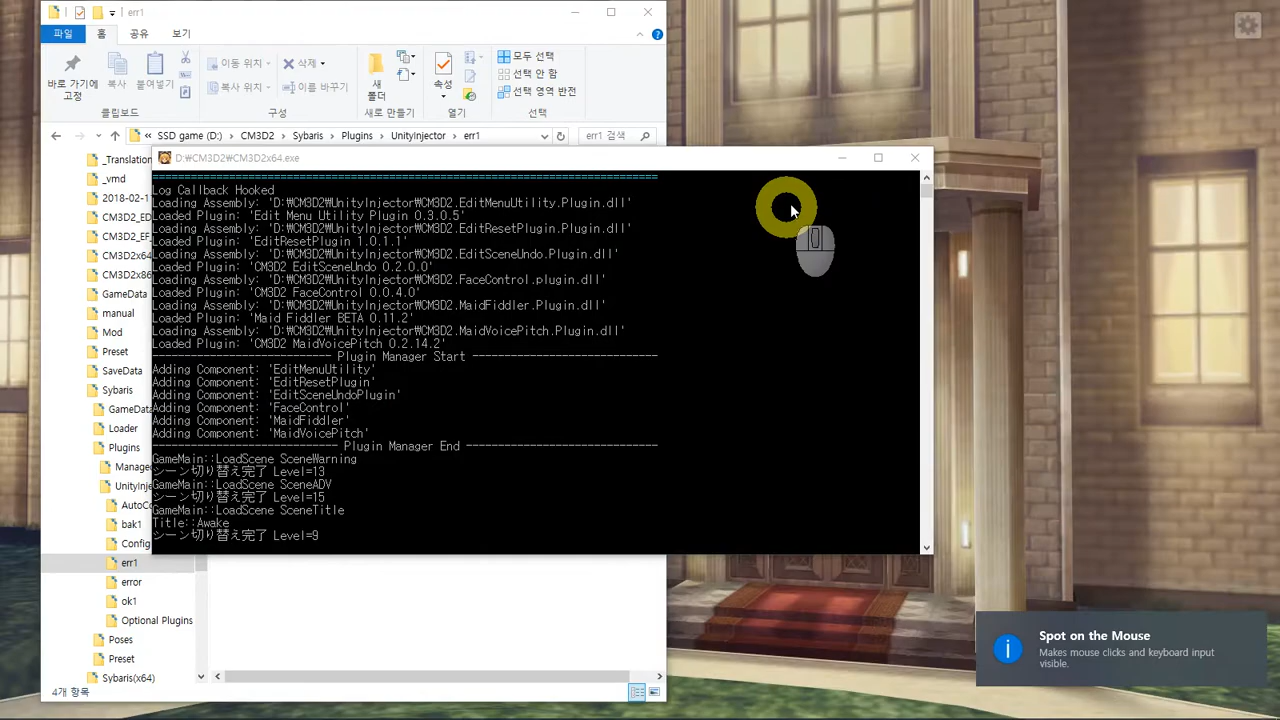 err1
파일 홈 공유 보기
바로 가기에 고정
복사
붙여넣기
클립보드
이동 위치
복사 위치
삭제
이름 바꾸기
구성
새 폴더
새로 만들기
속성
열기
모두 선택
선택 안 함
선택 영역 반전
선택
« SSD game (D:) > CM3D2 > Sybaris > Plugins > UnityInjector > err1
err1 검색
_Translation
_vmd
2018-02-1
CM3D2_ED
CM3D2_EF_
CM3D2x64
CM3D2x86
GameData
manual
Mod
Preset
SaveData
Sybaris
GameData
Loader
Plugins
Manage
UnityInjector
AutoCo
bak1
Config
err1
error
ok1
Optional Plugins
Poses
Preset
Sybaris(x64)
4개 항목
D:₩CM3D2₩CM3D2x64.exe
==============================================================================
Log Callback Hooked
Loading Assembly: 'D:₩CM3D2₩UnityInjector₩CM3D2.EditMenuUtility.Plugin.dll'
Loaded Plugin: 'Edit Menu Utility Plugin 0.3.0.5'
Loading Assembly: 'D:₩CM3D2₩UnityInjector₩CM3D2.EditResetPlugin.Plugin.dll'
Loaded Plugin: 'EditResetPlugin 1.0.1.1'
Loading Assembly: 'D:₩CM3D2₩UnityInjector₩CM3D2.EditSceneUndo.Plugin.dll'
Loaded Plugin: 'CM3D2 EditSceneUndo 0.2.0.0'
Loading Assembly: 'D:₩CM3D2₩UnityInjector₩CM3D2.FaceControl.plugin.dll'
Loaded Plugin: 'CM3D2 FaceControl 0.0.4.0'
Loading Assembly: 'D:₩CM3D2₩UnityInjector₩CM3D2.MaidFiddler.Plugin.dll'
Loaded Plugin: 'Maid Fiddler BETA 0.11.2'
Loading Assembly: 'D:₩CM3D2₩UnityInjector₩CM3D2.MaidVoicePitch.Plugin.dll'
Loaded Plugin: 'CM3D2 MaidVoicePitch 0.2.14.2'
---------------------------- Plugin Manager Start -----------------------------
Adding Component: 'EditMenuUtility'
Adding Component: 'EditResetPlugin'
Adding Component: 'EditSceneUndoPlugin'
Adding Component: 'FaceControl'
Adding Component: 'MaidFiddler'
Adding Component: 'MaidVoicePitch'
----------------------------- Plugin Manager End ------------------------------
GameMain::LoadScene SceneWarning
シーン切り替え完了 Level=13
GameMain::LoadScene SceneADV
シーン切り替え完了 Level=15
GameMain::LoadScene SceneTitle
Title::Awake
シーン切り替え完了 Level=9
Spot on the Mouse
Makes mouse clicks and keyboard input
visible.